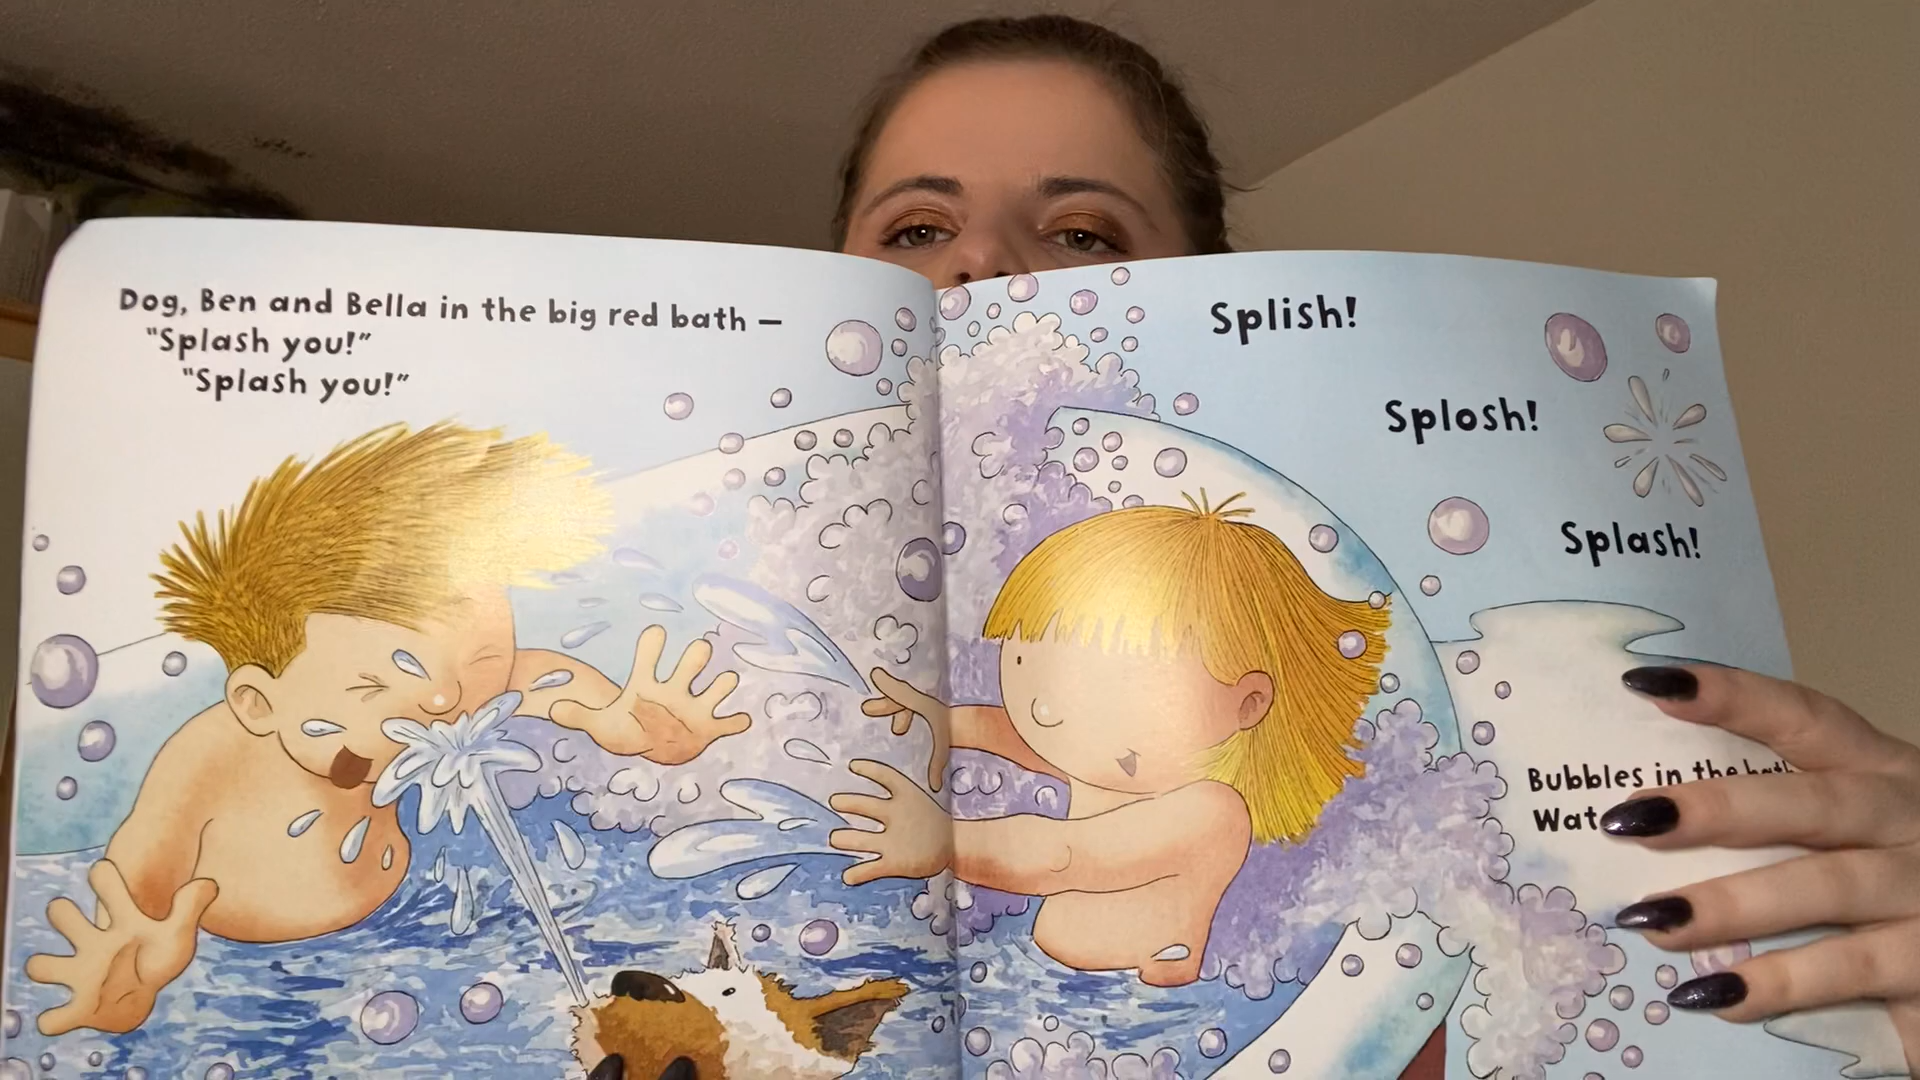 Dog, Ben and Bella in the big red bath –
"Splash you!"
"Splash you!"
Splish!
Splosh!
Splash!
Bubbles in the bath